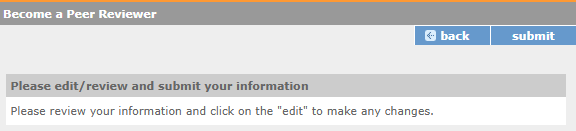 Become a Peer Reviewer
back submit
Please edit/review and submit your information
Please review your information and click on the "edit" to make any changes.